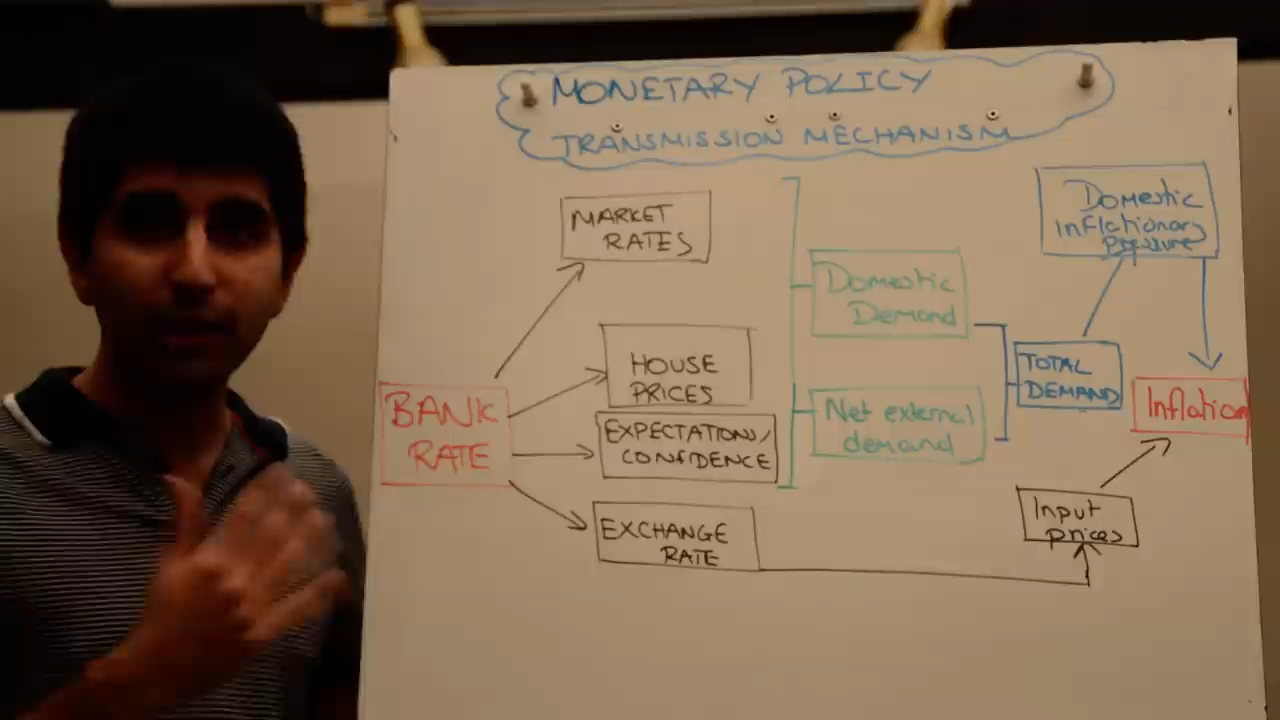 MONETARY POLICY
TRANSMISSION MECHANISM
MARKET
RATES
HOUSE
PRICES
EXPECTATIONS/
CONFIDENCE
EXCHANGE
RATE
BANK
RATE
Domestic
Demand
Net external
demand
TOTAL
DEMAND
Domestic
Inflationary
pressure
Inflation
Input
prices